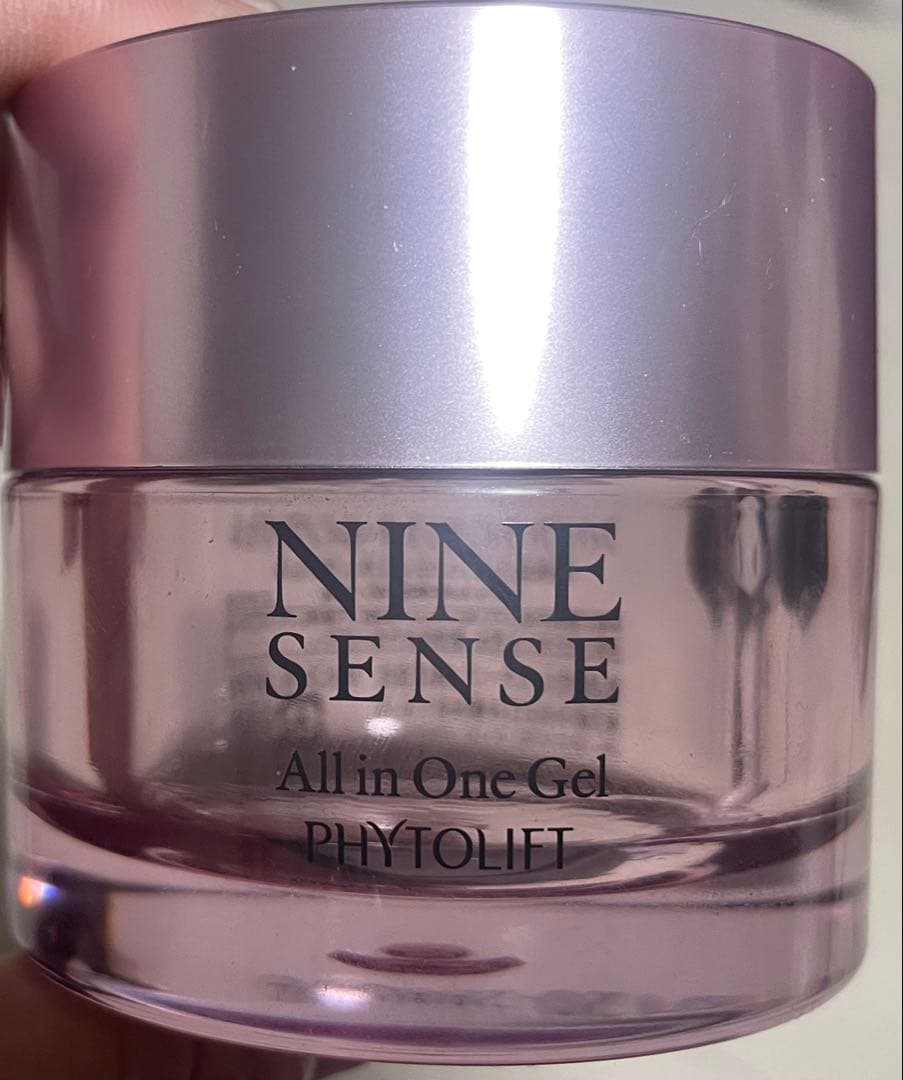 NINE
SENSE
All in One Gel
PHYTOLIFT